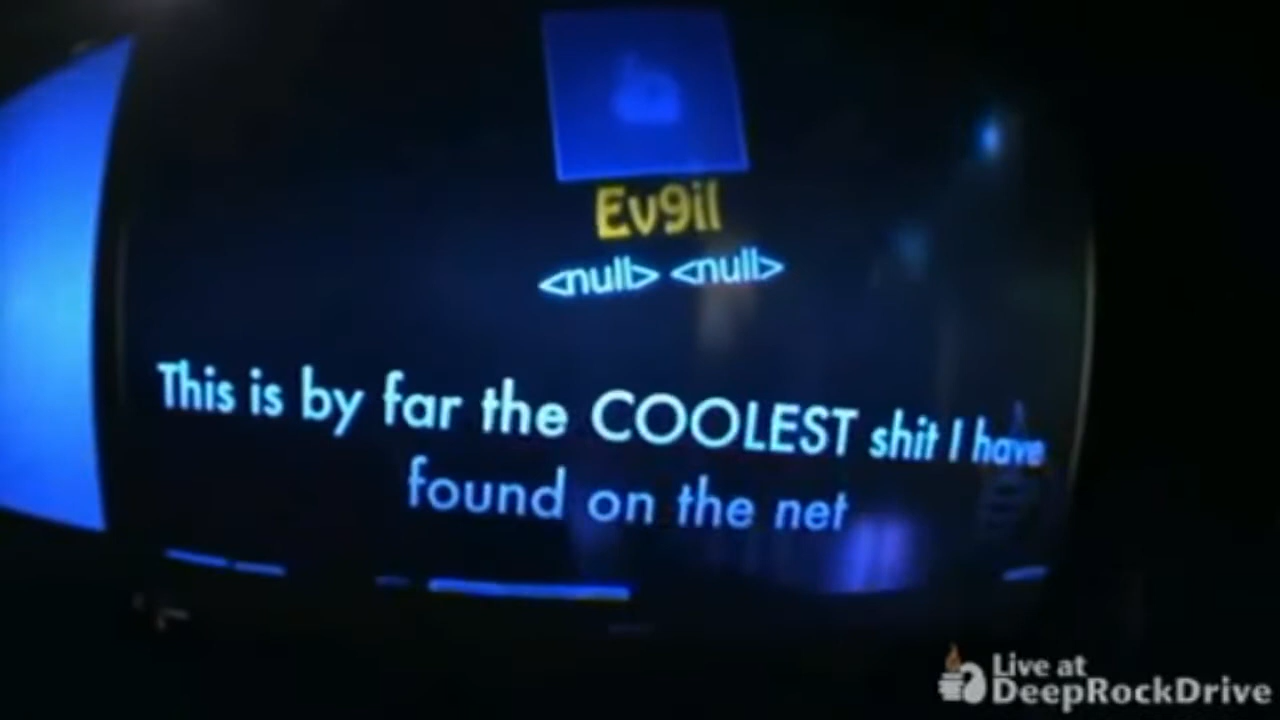 Ev9il
<null> <null>
This is by far the COOLEST shit I have
found on the net
Live at
DeepRockDrive